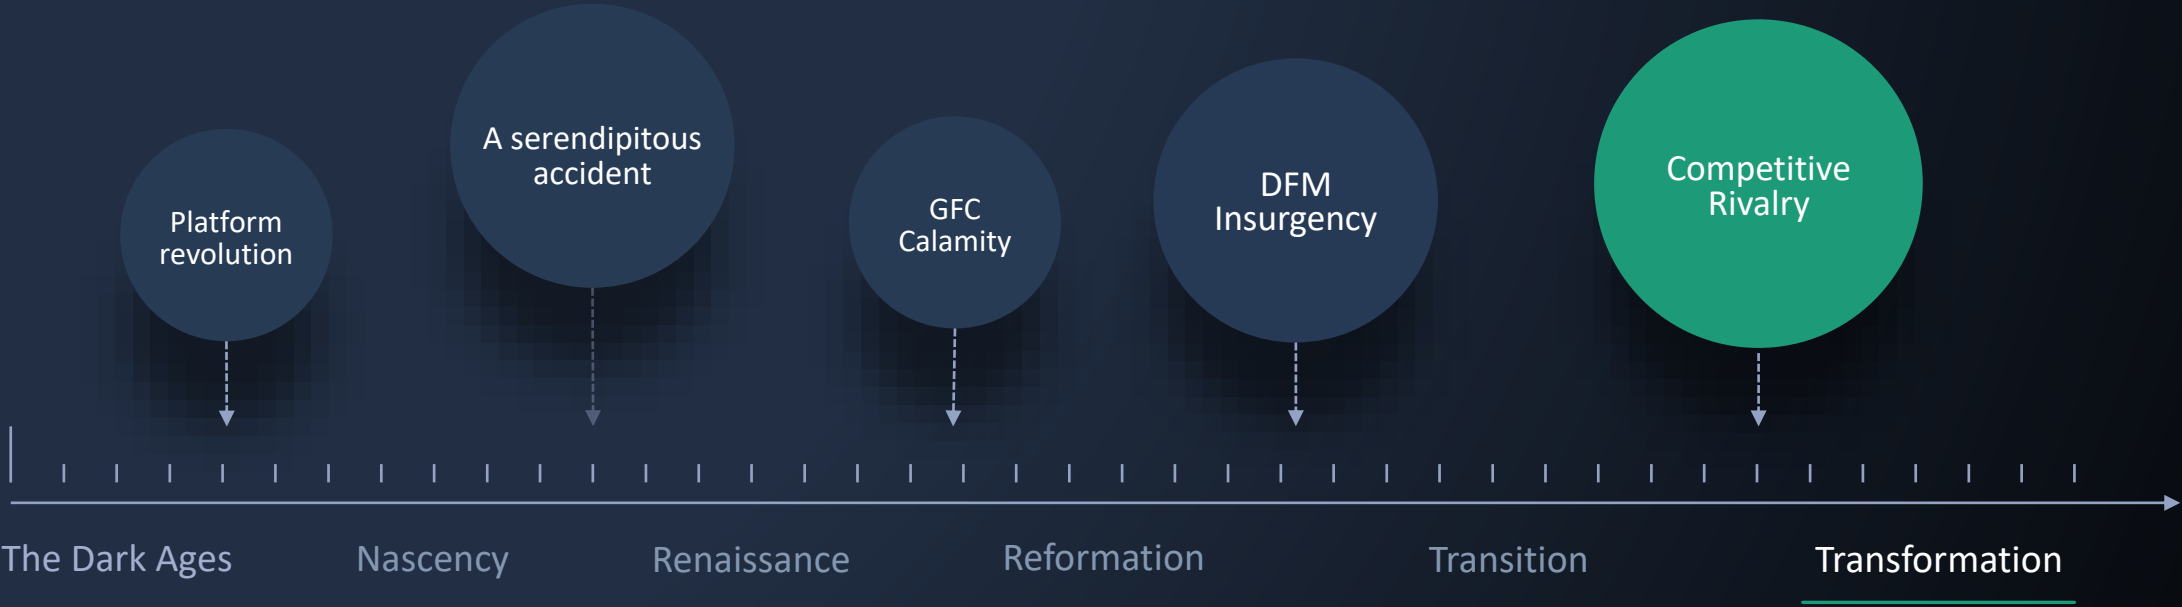 Platform
revolution
A serendipitous
accident
GFC
Calamity
DFM
Insurgency
Competitive
Rivalry
The Dark Ages
Nascency
Renaissance
Reformation
Transition
Transformation